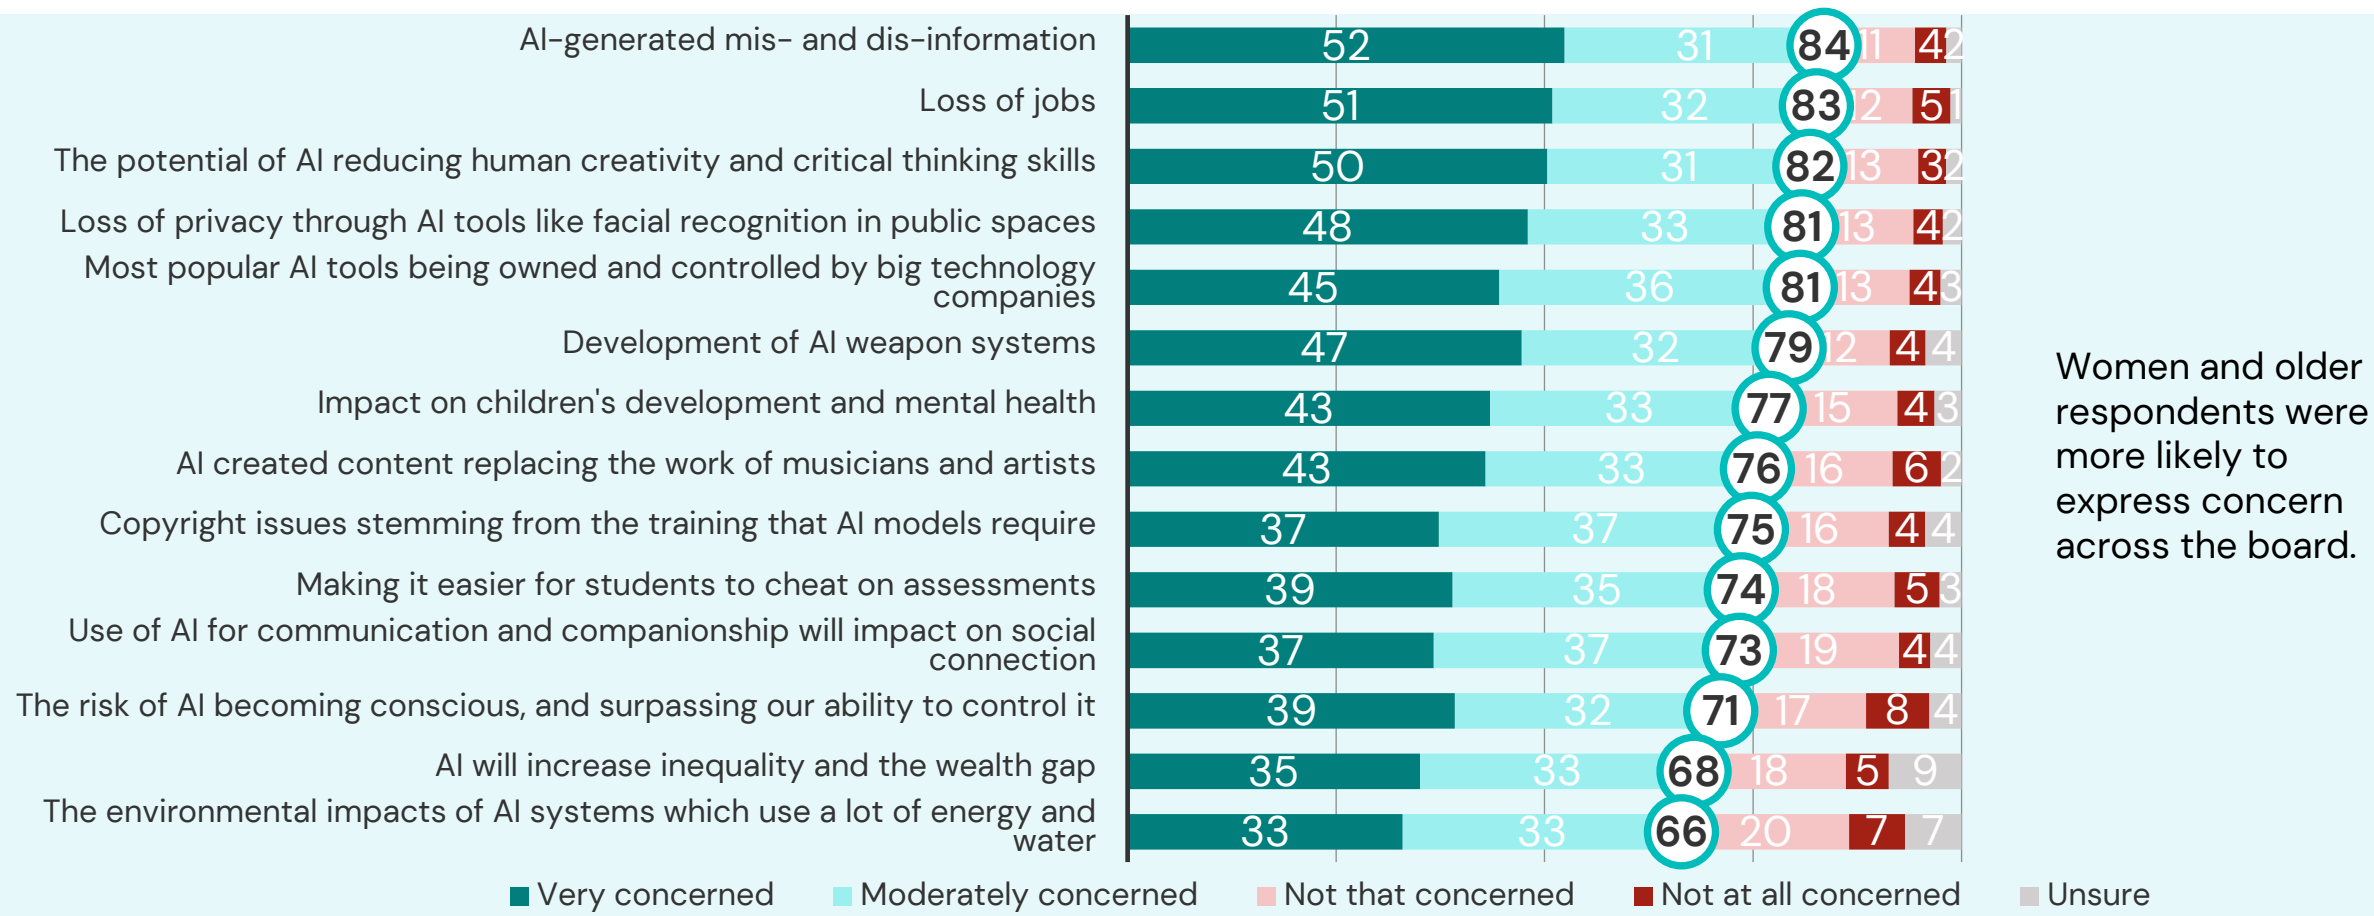 AI-generated mis- and dis-information
52 31 84 11 4 2
Loss of jobs
51 32 83 12 5 1
The potential of AI reducing human creativity and critical thinking skills
50 31 82 13 3 2
Loss of privacy through AI tools like facial recognition in public spaces
48 33 81 13 4 2
Most popular AI tools being owned and controlled by big technology
companies
45 36 81 13 4 3
Development of AI weapon systems
47 32 79 12 4 4
Impact on children's development and mental health
43 33 77 15 4 3
AI created content replacing the work of musicians and artists
43 33 76 16 6 2
Copyright issues stemming from the training that AI models require
37 37 75 16 4 4
Making it easier for students to cheat on assessments
39 35 74 18 5 3
Use of AI for communication and companionship will impact on social
connection
37 37 73 19 4 4
The risk of AI becoming conscious, and surpassing our ability to control it
39 32 71 17 8 4
AI will increase inequality and the wealth gap
35 33 68 18 5 9
The environmental impacts of AI systems which use a lot of energy and
water
33 33 66 20 7 7
Very concerned Moderately concerned Not that concerned Not at all concerned Unsure
Women and older
respondents were
more likely to
express concern
across the board.